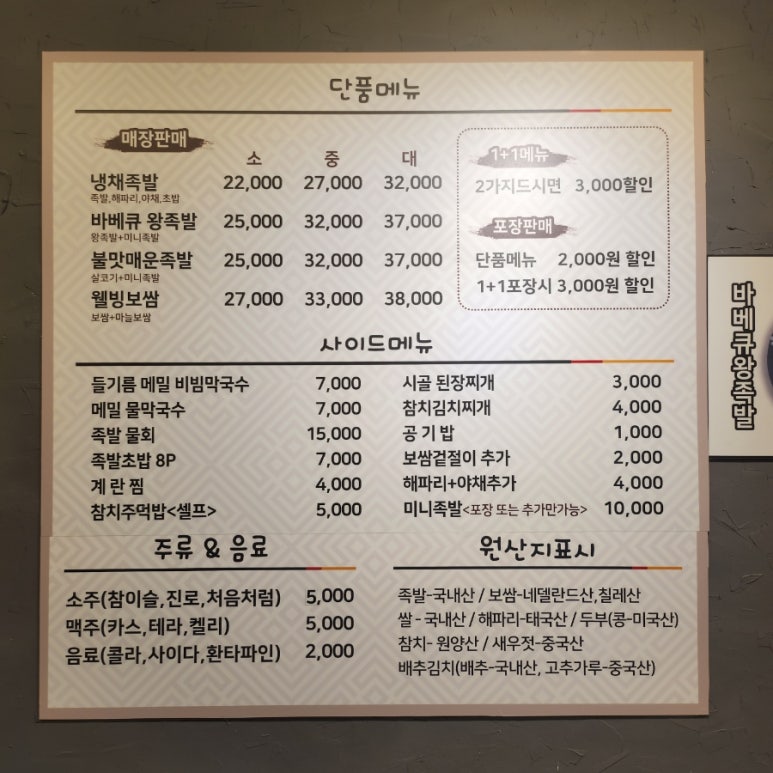 단품메뉴
매장판매
소 중 대
냉채족발 22,000 27,000 32,000
족발,해파리,야채,초밥
바베큐 왕족발 25,000 32,000 37,000
왕족발+미니족발
불맛매운족발 25,000 32,000 37,000
살코기+미니족발
웰빙보쌈 27,000 33,000 38,000
보쌈+마늘보쌈
1+1메뉴
2가지드시면 3,000할인
포장판매
단품메뉴 2,000원 할인
1+1포장시 3,000원 할인
사이드메뉴
들기름 메밀 비빔막국수 7,000
메밀 물막국수 7,000
족발 물회 15,000
족발초밥 8P 7,000
계 란 찜 4,000
참치주먹밥<셀프> 5,000
시골 된장찌개 3,000
참치김치찌개 4,000
공 기 밥 1,000
보쌈겉절이 추가 2,000
해파리+야채추가 4,000
미니족발<포장 또는 추가만가능> 10,000
주류 & 음료
소주(참이슬,진로,처음처럼) 5,000
맥주(카스,테라,켈리) 5,000
음료(콜라,사이다,환타파인) 2,000
원산지표시
족발-국내산 / 보쌈-네델란드산,칠레산
쌀 - 국내산 / 해파리-태국산 / 두부(콩-미국산)
참치- 원양산 / 새우젓-중국산
배추김치(배추-국내산, 고추가루-중국산)
바베큐왕족발